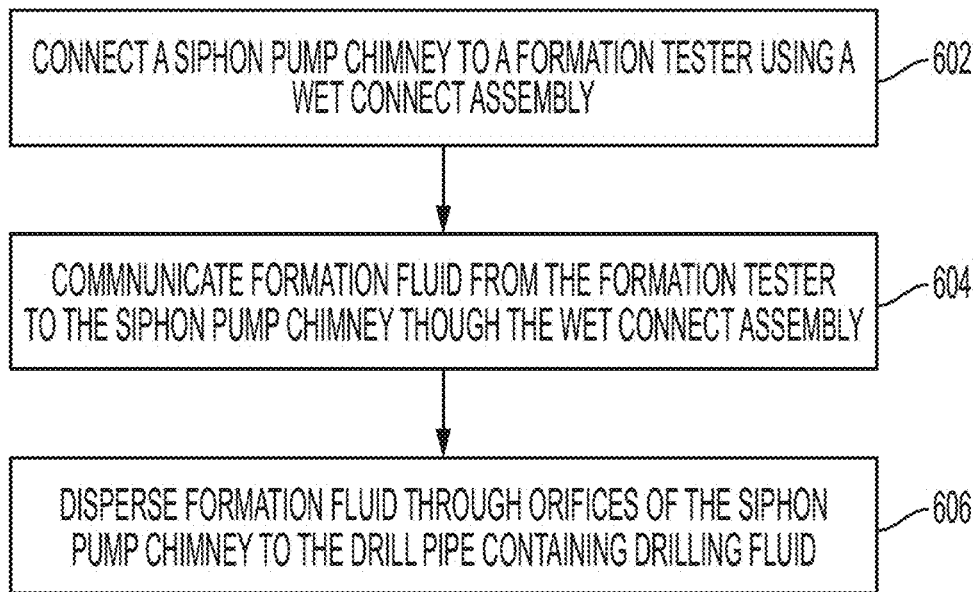 CONNECT A SIPHON PUMP CHIMNEY TO A FORMATION TESTER USING A
WET CONNECT ASSEMBLY
602
COMMNUNICATE FORMATION FLUID FROM THE FORMATION TESTER
TO THE SIPHON PUMP CHIMNEY THOUGH THE WET CONNECT ASSEMBLY
604
DISPERSE FORMATION FLUID THROUGH ORIFICES OF THE SIPHON
PUMP CHIMNEY TO THE DRILL PIPE CONTAINING DRILLING FLUID
606